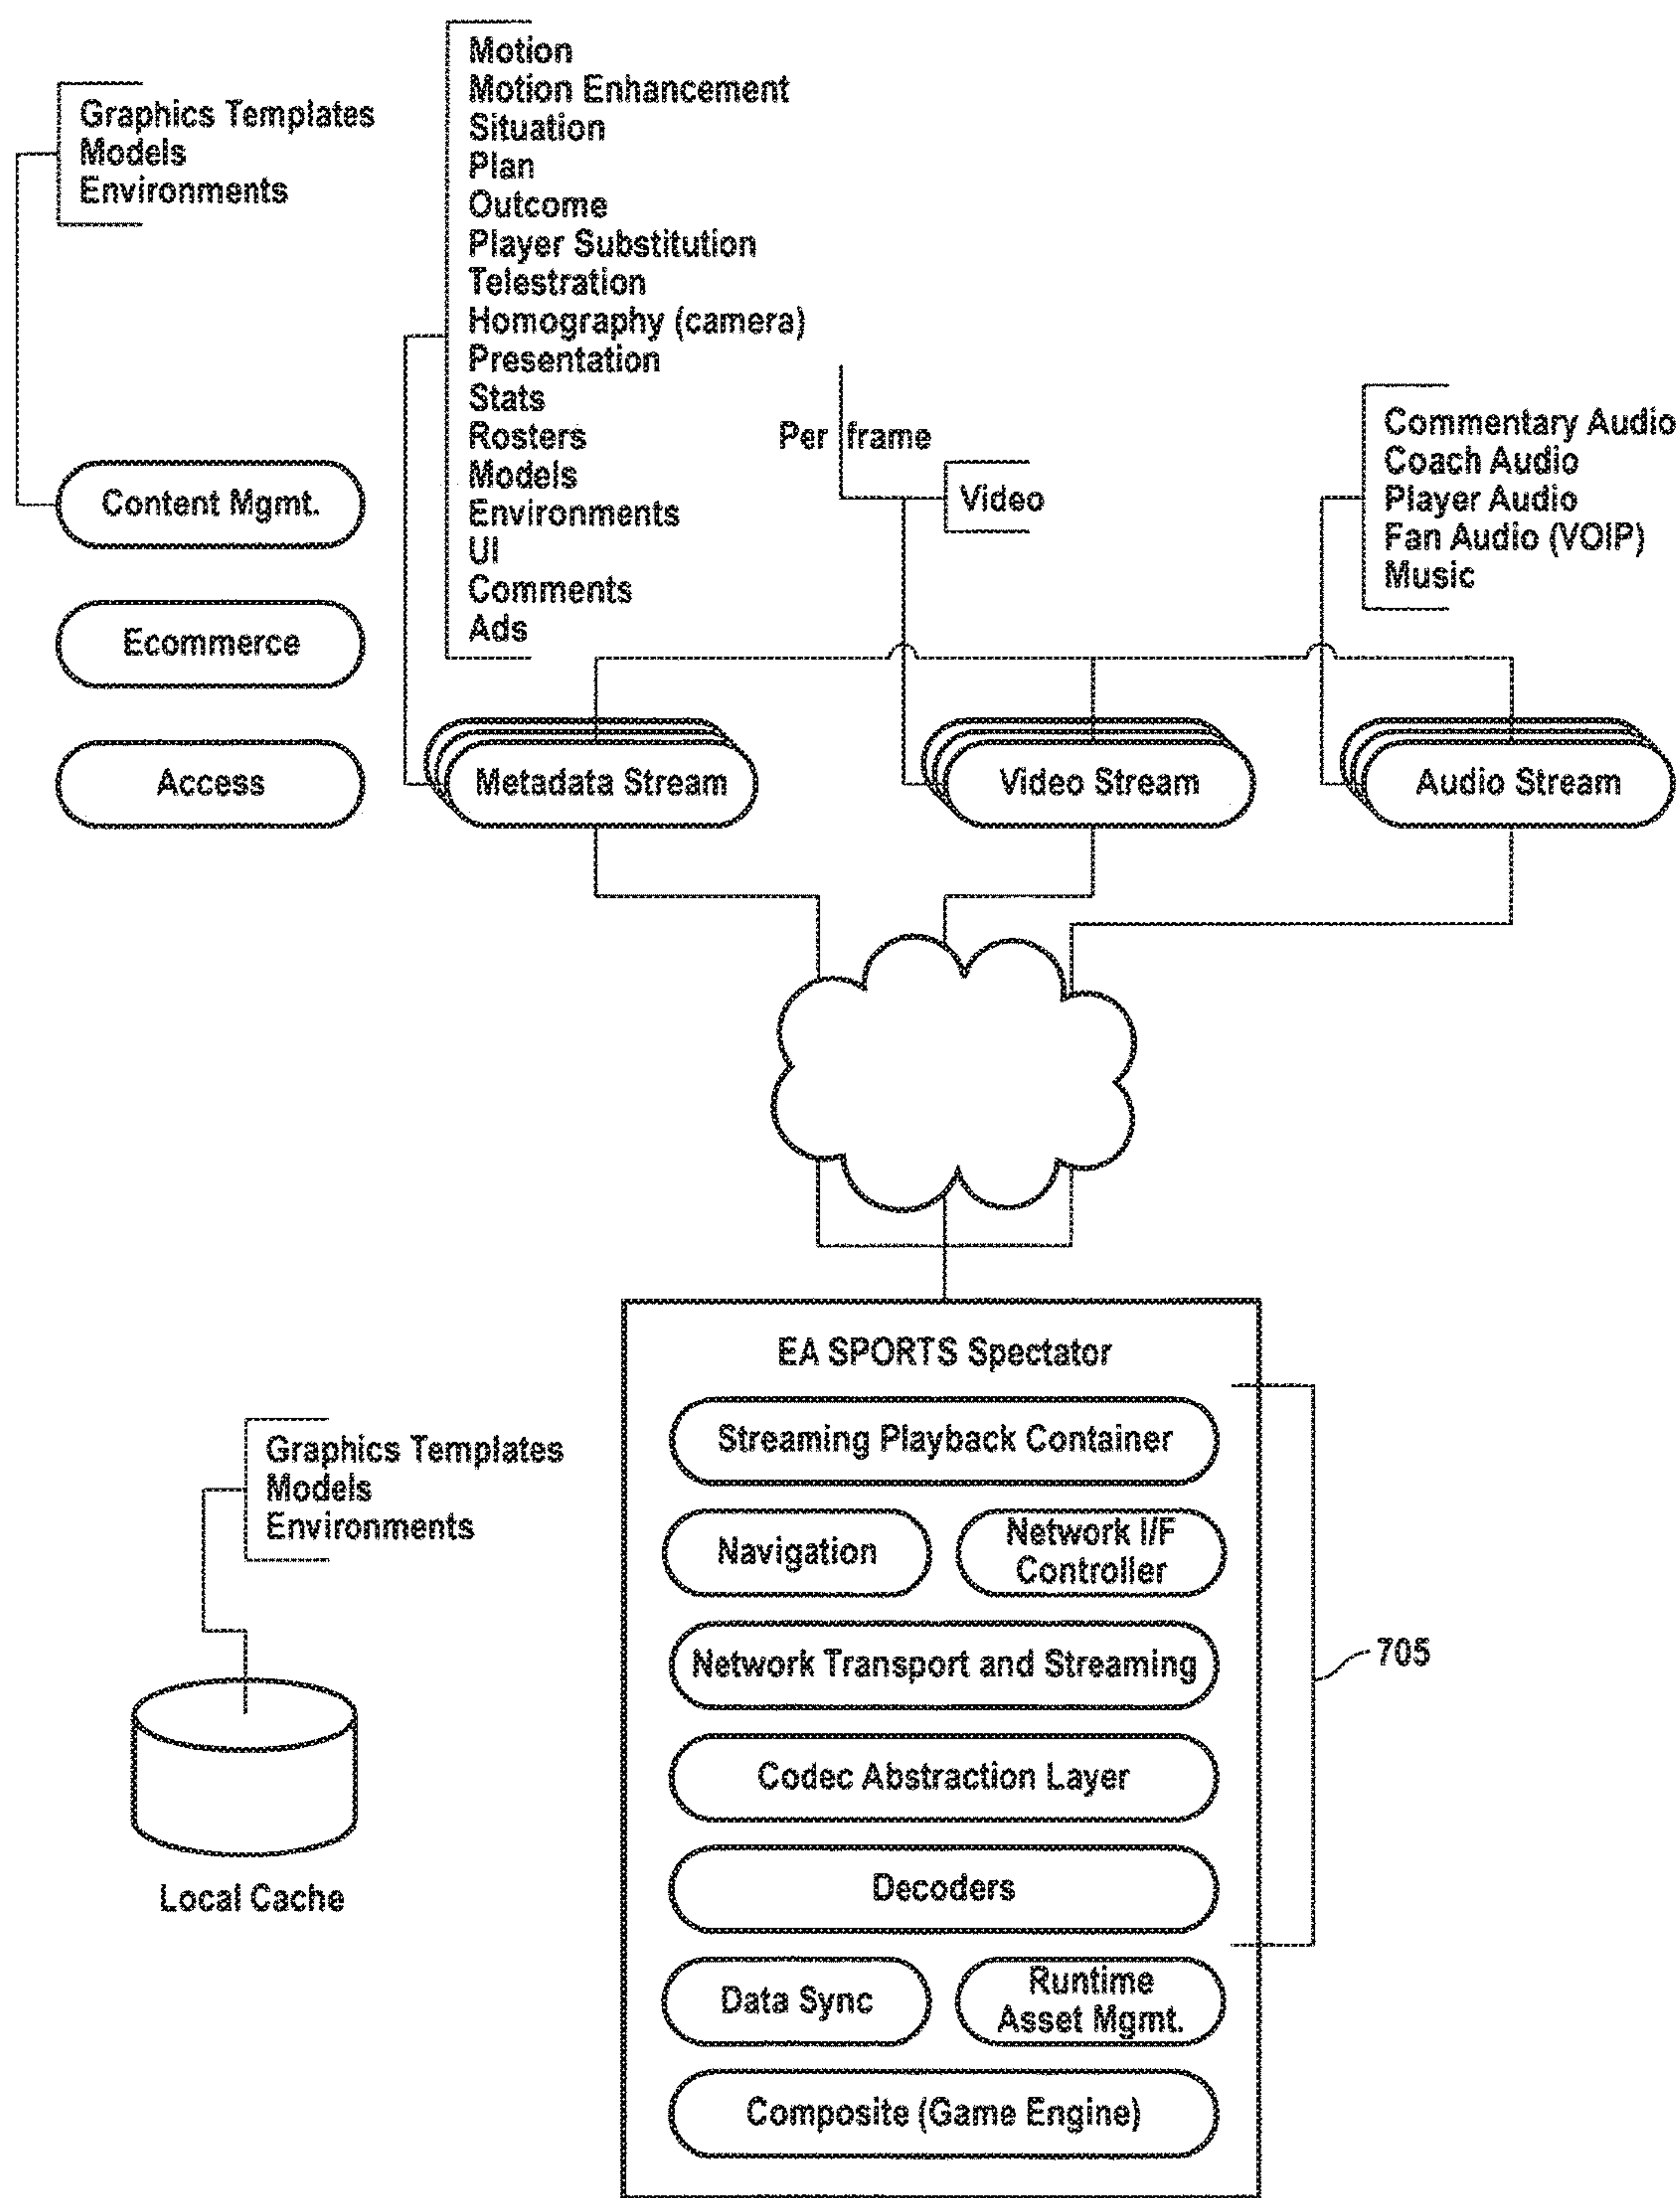 Graphics Templates
Models
Environments
Motion
Motion Enhancement
Situation
Plan
Outcome
Player Substitution
Telestration
Homography (camera)
Presentation
Stats
Rosters
Models
Environments
UI
Comments
Ads
Per frame
Video
Commentary Audio
Coach Audio
Player Audio
Fan Audio (VOIP)
Music
Content Mgmt.
Ecommerce
Access
Metadata Stream
Video Stream
Audio Stream
EA SPORTS Spectator
Streaming Playback Container
Navigation
Network I/F
Controller
Network Transport and Streaming
Codec Abstraction Layer
Decoders
Data Sync
Runtime
Asset Mgmt.
Composite (Game Engine)
705
Graphics Templates
Models
Environments
Local Cache